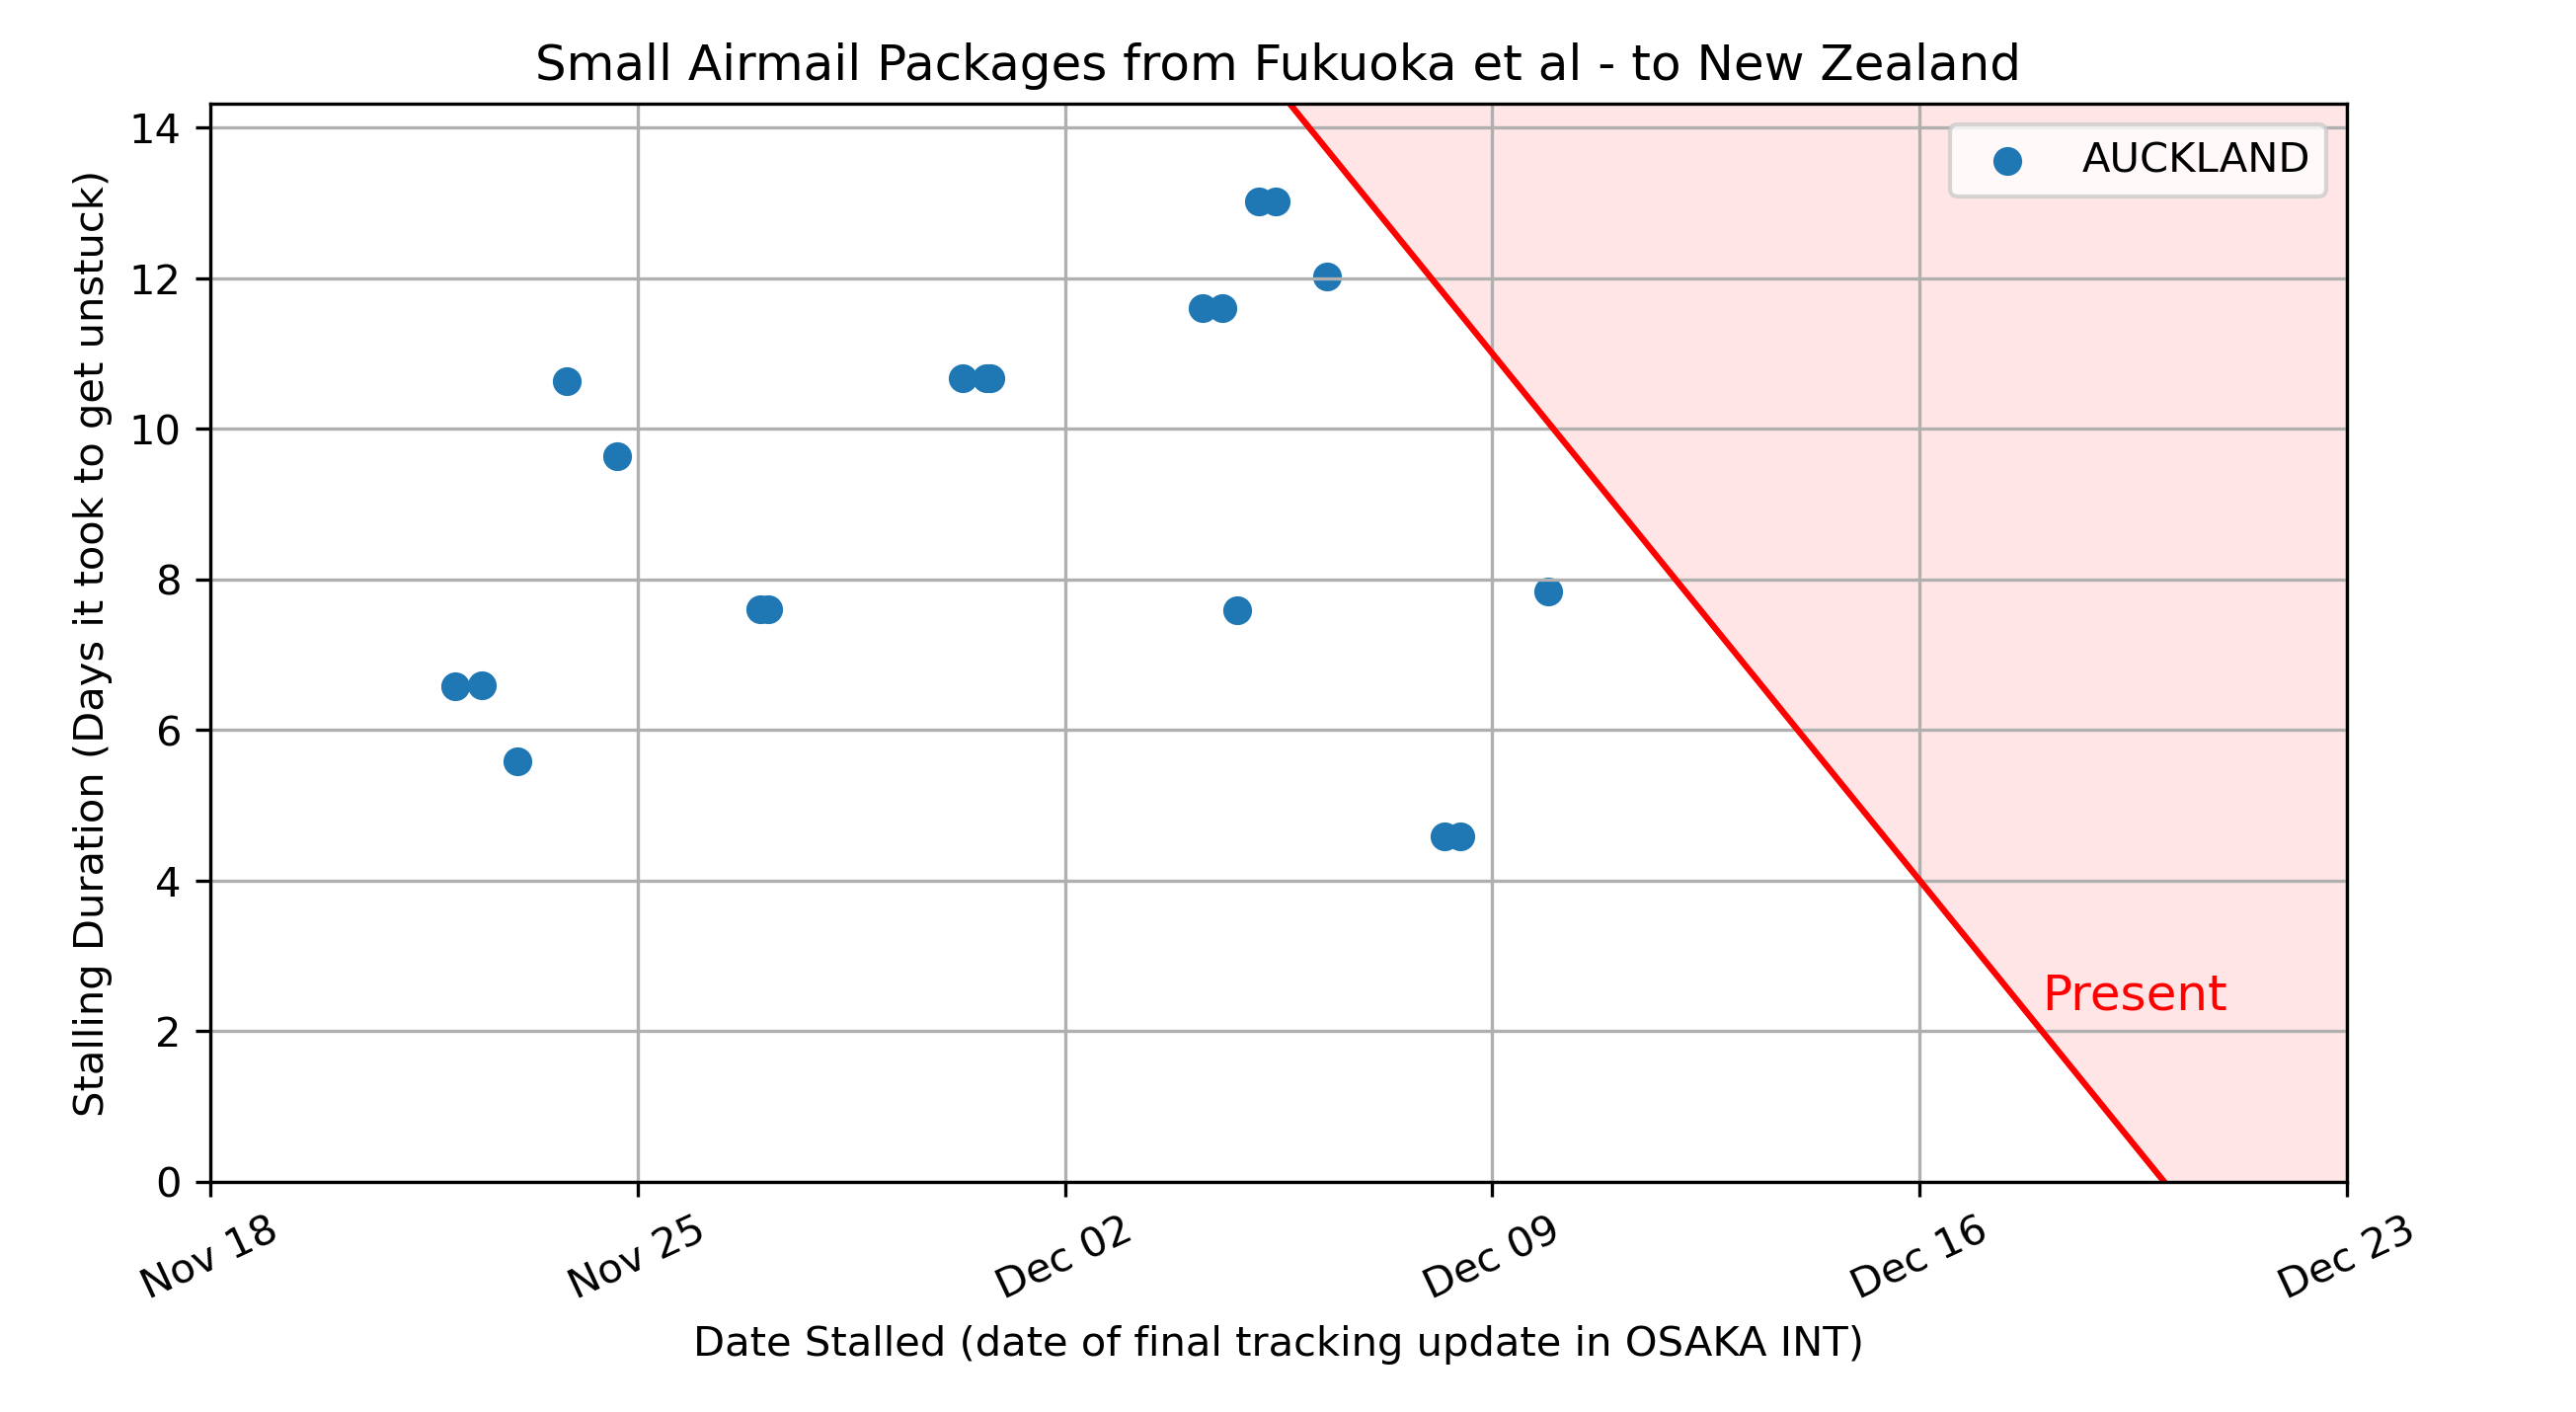 Small Airmail Packages from Fukuoka et al - to New Zealand
Stalling Duration (Days it took to get unstuck)
14
12
10
8
6
4
2
0
AUCKLAND
Present
Nov 18
Nov 25
Dec 02
Dec 09
Dec 16
Dec 23
Date Stalled (date of final tracking update in OSAKA INT)